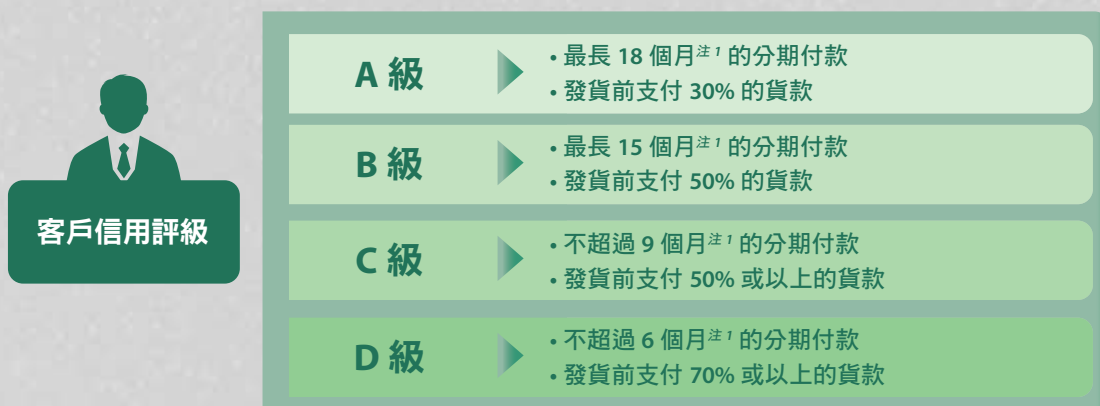 客戶信用評級
A 級
• 最長 18 個月注1 的分期付款
• 發貨前支付 30% 的貨款
B 級
• 最長 15 個月注1 的分期付款
• 發貨前支付 50% 的貨款
C 級
• 不超過 9 個月注1 的分期付款
• 發貨前支付 50% 或以上的貨款
D 級
• 不超過 6 個月注1 的分期付款
• 發貨前支付 70% 或以上的貨款